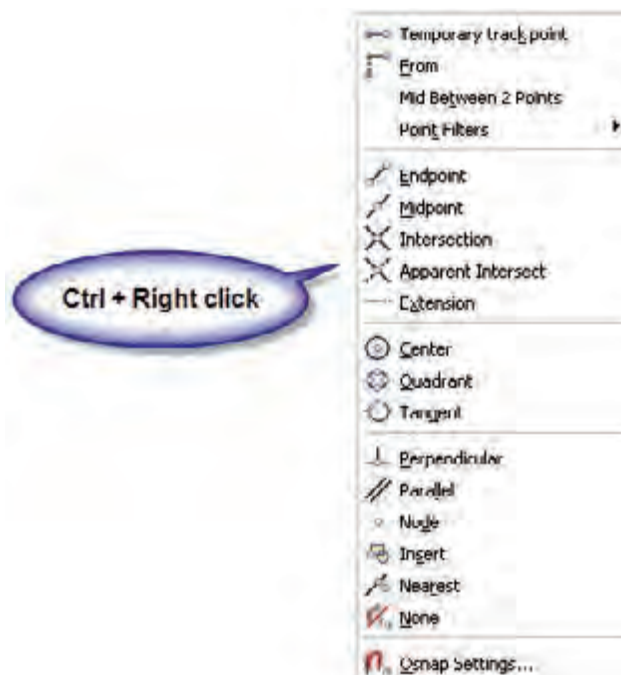 Temporary track point
From
Mid Between 2 Points
Point Filters
Endpoint
Midpoint
Intersection
Apparent Intersect
Extension
Ctrl + Right click
Center
Quadrant
Tangent
Perpendicular
Parallel
Node
Insert
Nearest
None
Osnap Settings...